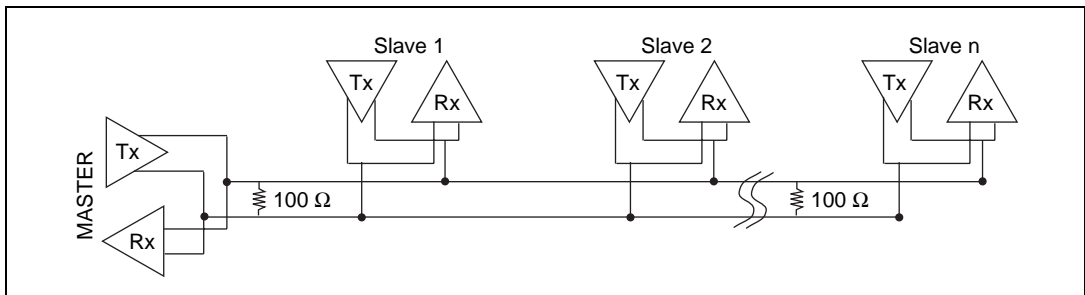 Slave 1
Slave 2
Slave n
Tx
Rx
Tx
Rx
Tx
Rx
MASTER
Tx
Rx
100 Ω
100 Ω